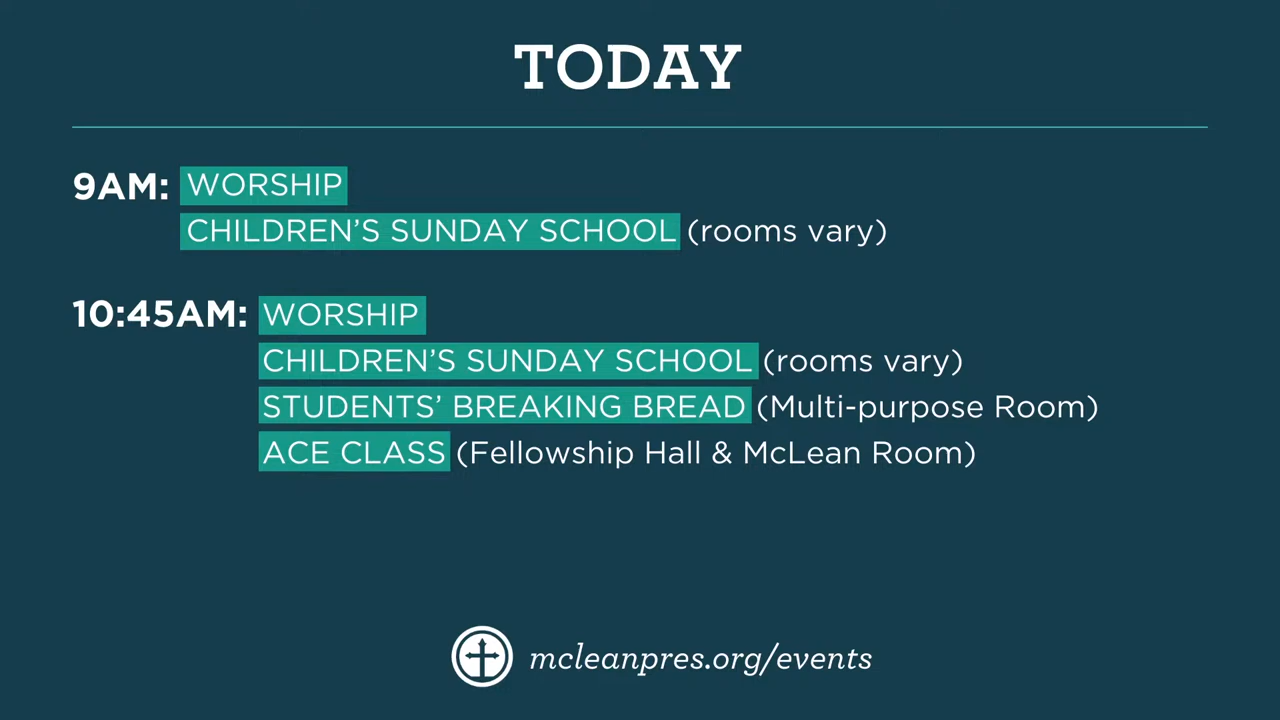 TODAY
9AM: WORSHIP
CHILDREN'S SUNDAY SCHOOL (rooms vary)
10:45AM: WORSHIP
CHILDREN'S SUNDAY SCHOOL (rooms vary)
STUDENTS' BREAKING BREAD (Multi-purpose Room)
ACE CLASS (Fellowship Hall & McLean Room)
mcleanpres.org/events